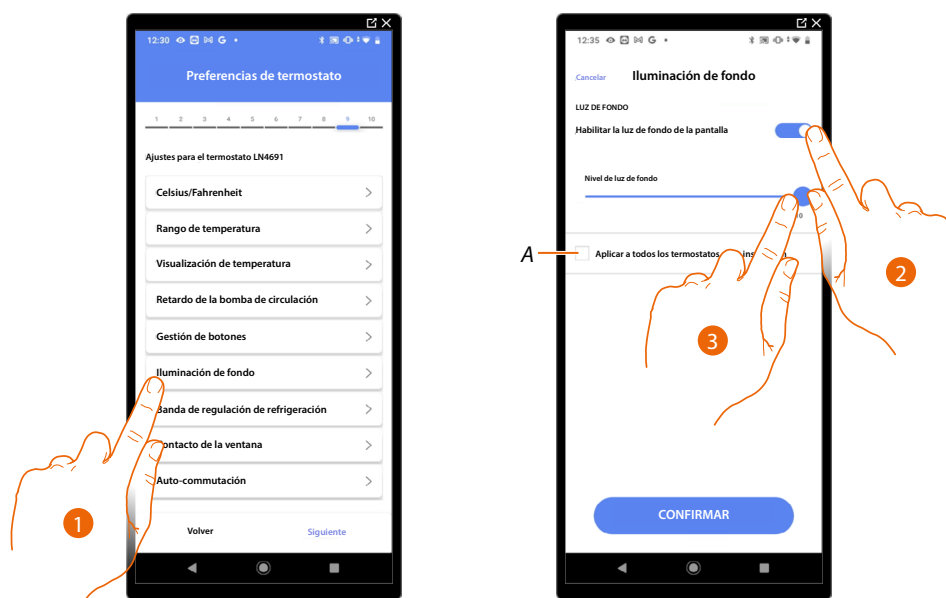 12:30 G
Preferencias de termostato
1 2 3 4 5 6 7 8 9 10
Ajustes para el termostato LN4691
Celsius/Fahrenheit
Rango de temperatura
Visualización de temperatura
Retardo de la bomba de circulación
Gestión de botones
Iluminación de fondo
Banda de regulación de refrigeración
Contacto de la ventana
Auto-commutación
1
Volver Siguiente
12:35 G
Cancelar Iluminación de fondo
LUZ DE FONDO
Habilitar la luz de fondo de la pantalla
Nivel de luz de fondo
A
Aplicar a todos los termostatos
2
3
CONFIRMAR